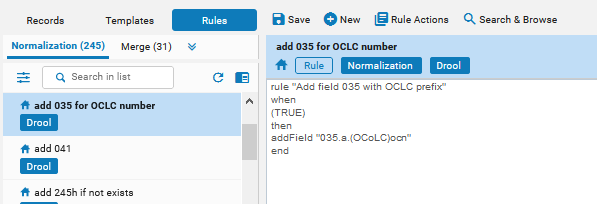 Records Templates Rules
Save New Rule Actions Search & Browse
Normalization (245) Merge (31)
Search in list
add 035 for OCLC number
Drool
add 041
Drool
add 245h if not exists
add 035 for OCLC number
Rule Normalization Drool
rule "Add field 035 with OCLC prefix"
when
(TRUE)
then
addField "035.a.(OCoLC)ocn"
end